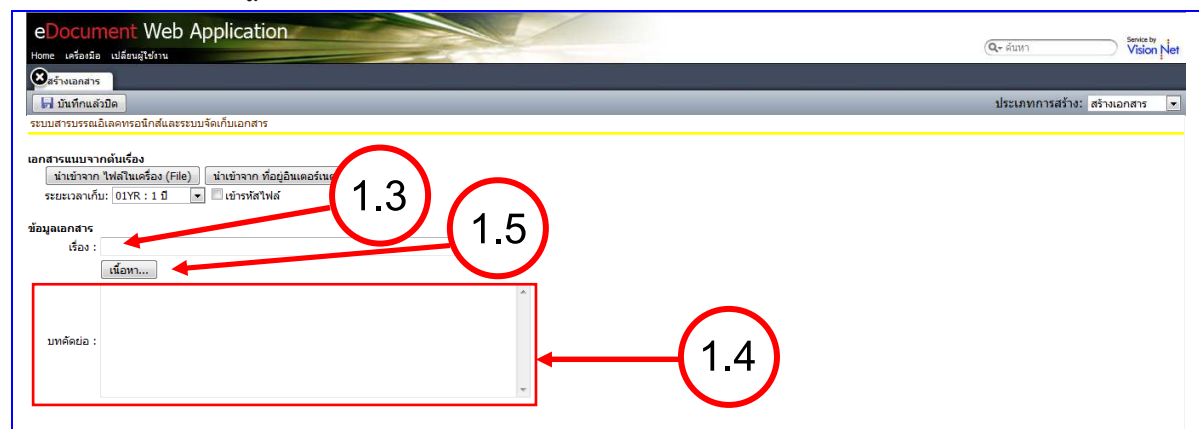 eDocument Web Application
Home เครื่องมือ เปลี่ยนผู้ใช้งาน
ค้นหา
Service by
Vision Net
สร้างเอกสาร
บันทึกแล้วปิด
ประเภทการสร้าง: สร้างเอกสาร
ระบบสารบรรณอิเลคทรอนิกส์และระบบจัดเก็บเอกสาร
เอกสารแนบจากต้นเรื่อง
นำเข้าจาก ไฟล์ในเครื่อง (File) นำเข้าจาก
ระยะเวลาเก็บ: 01YR : 1 ปี เข้ารหัสไฟล์
1.3
ข้อมูลเอกสาร
1.5
เรื่อง :
เนื้อหา...
บทคัดย่อ :
1.4